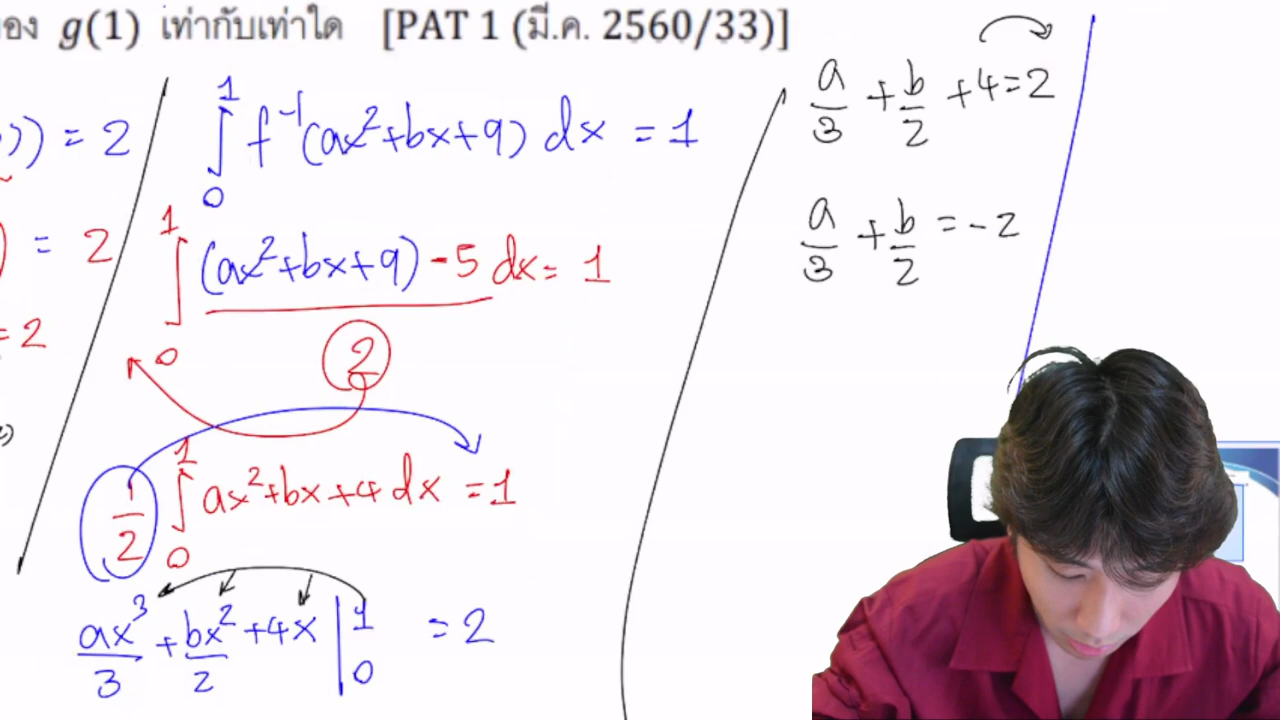 ของ g(1) เท่ากับเท่าใด [PAT 1 (มี.ค. 2560/33)]
)) = 2
) = 2
= 2
∫₀¹ f⁻¹(ax²+bx+9) dx = 1
∫₀¹ (ax²+bx+9) - 5 dx = 1
2
1/2 ∫₀¹ ax²+bx+4 dx = 1
ax³/3 + bx²/2 + 4x |₀¹ = 2
a/3 + b/2 + 4 = 2
a/3 + b/2 = -2